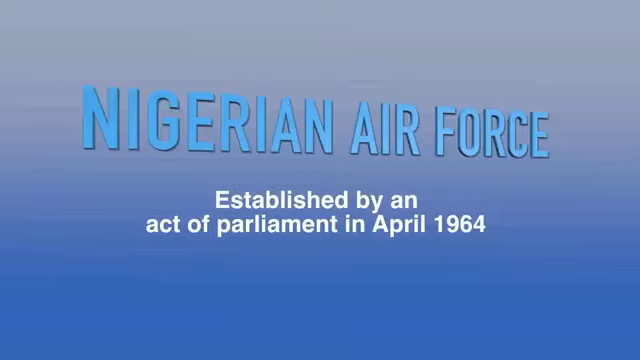 NIGERIAN AIR FORCE
Established by an
act of parliament in April 1964